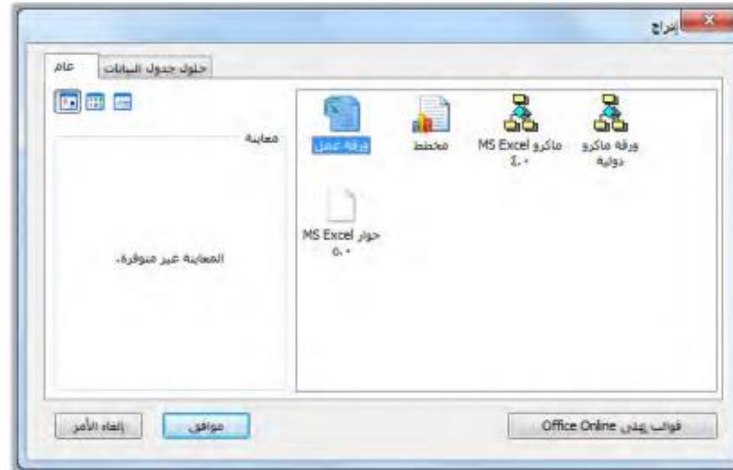 إدراج
عام
حلول جدول البيانات
معاينة
المعاينة غير متوفرة.
ورقة عمل
مخطط
ماكرو MS Excel
٤.٠
ورقة ماكرو
دولية
حوار MS Excel
٥.٠
إلغاء الأمر
موافق
قوالب على Office Online